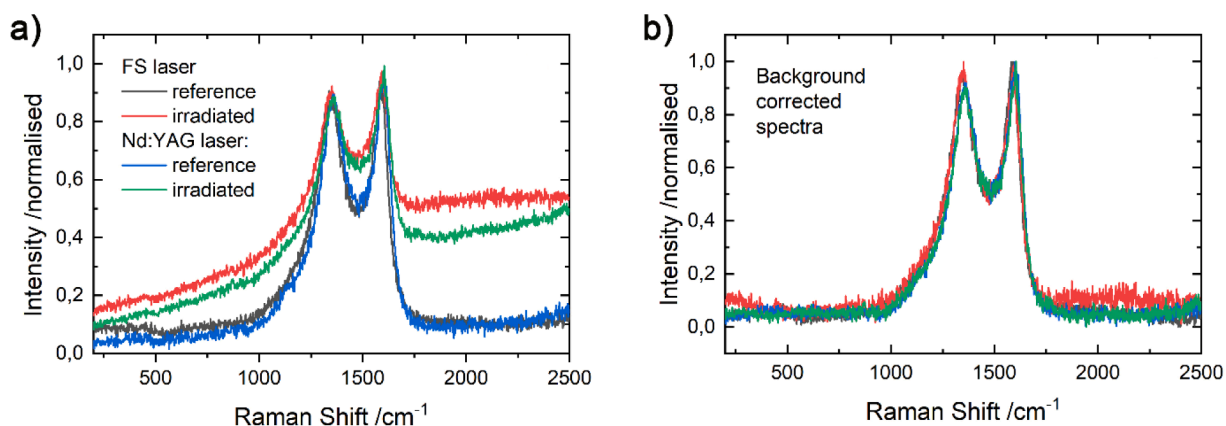 a)
FS laser
reference
irradiated
Nd:YAG laser:
reference
irradiated
1,0
0,8
0,6
0,4
0,2
0,0
Intensity /normalised
500
1000
1500
2000
2500
Raman Shift /cm⁻¹
b)
Background
corrected
spectra
1,0
0,8
0,6
0,4
0,2
0,0
Intensity /normalised
500
1000
1500
2000
2500
Raman Shift /cm⁻¹